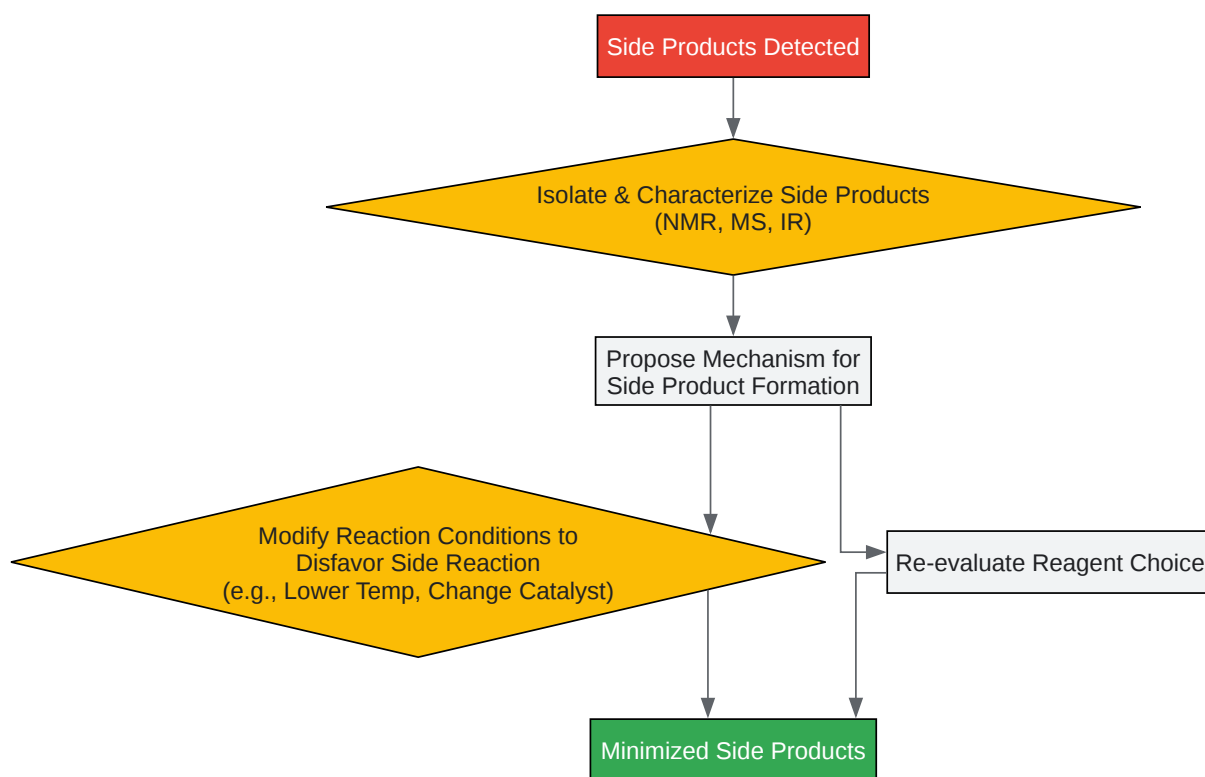 Side Products Detected
Isolate & Characterize Side Products
(NMR, MS, IR)
Propose Mechanism for
Side Product Formation
Modify Reaction Conditions to
Disfavor Side Reaction
(e.g., Lower Temp, Change Catalyst)
Re-evaluate Reagent Choice
Minimized Side Products